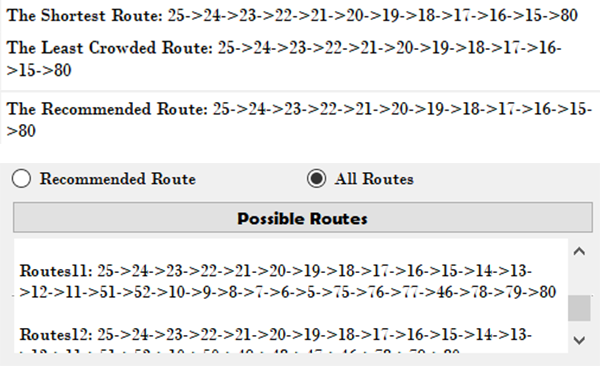 The Shortest Route: 25->24->23->22->21->20->19->18->17->16->15->80
The Least Crowded Route: 25->24->23->22->21->20->19->18->17->16-
>15->80
The Recommended Route: 25->24->23->22->21->20->19->18->17->16->15-
>80
Recommended Route
All Routes
Possible Routes
Routes11: 25->24->23->22->21->20->19->18->17->16->15->14->13-
>12->11->51->52->10->9->8->7->6->5->75->76->77->46->78->79->80
Routes12: 25->24->23->22->21->20->19->18->17->16->15->14->13-